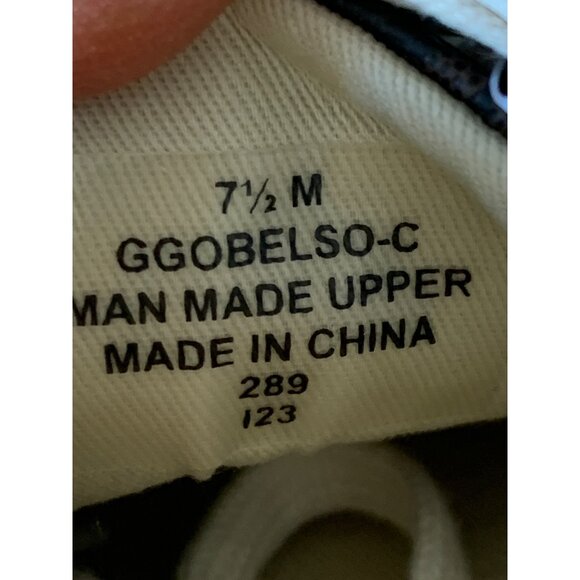 7½ M
GGOBELSO-C
MAN MADE UPPER
MADE IN CHINA
289
123